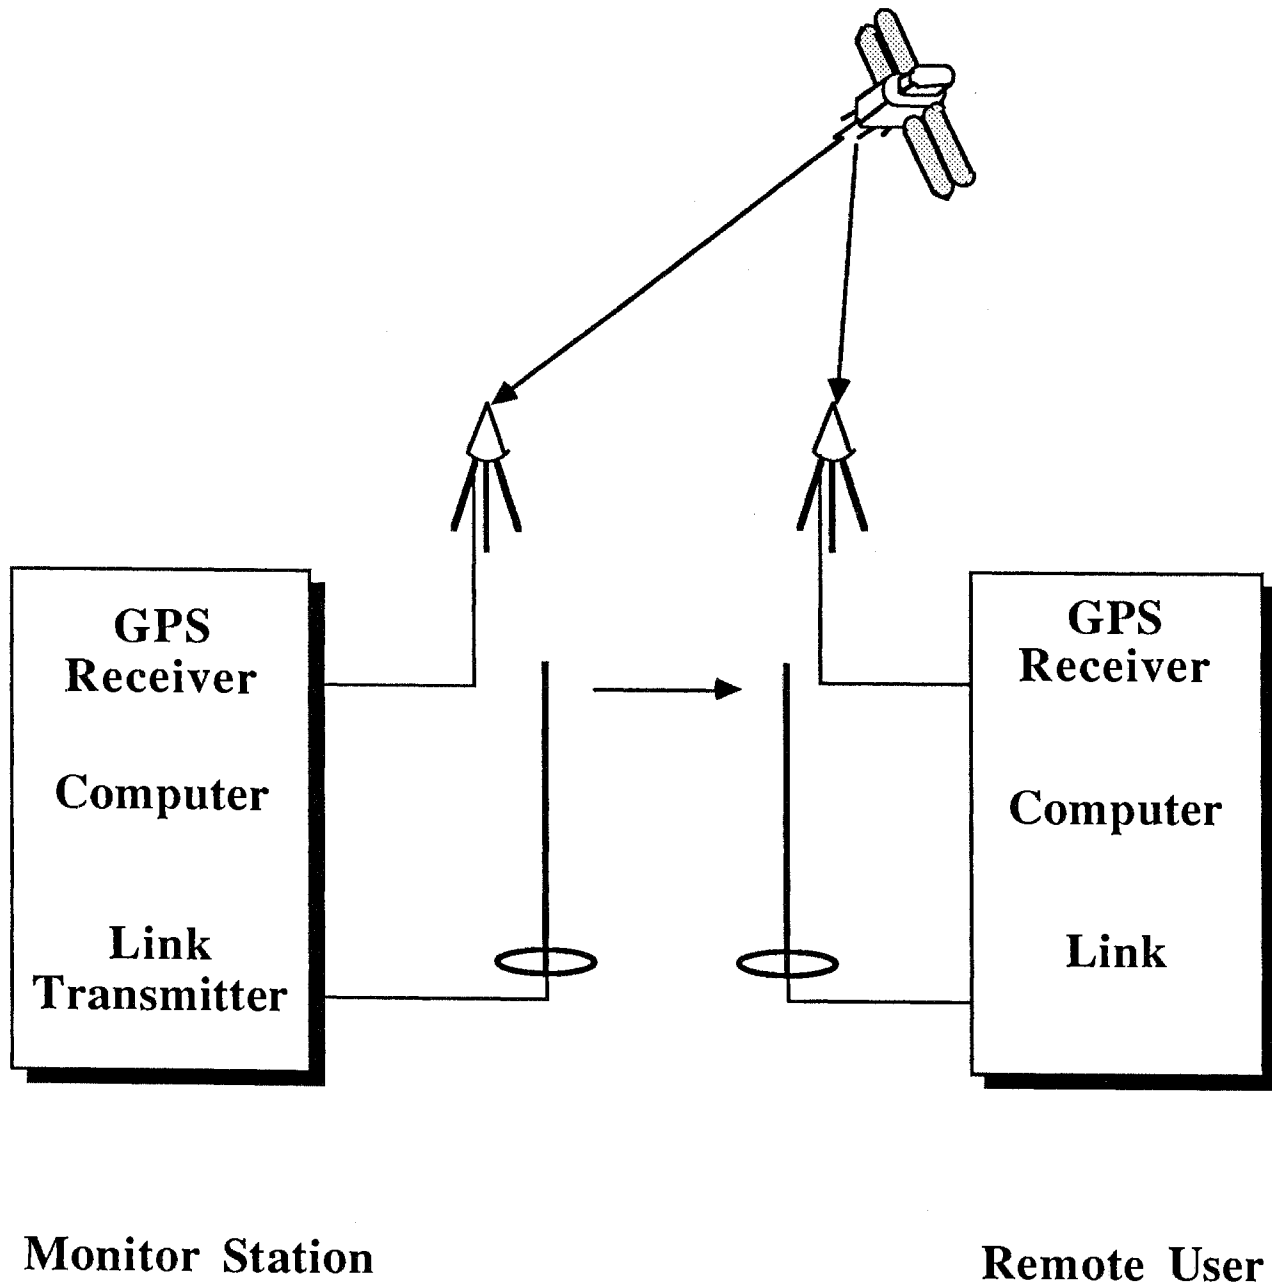 GPS
Receiver
Computer
Link
Transmitter
GPS
Receiver
Computer
Link
Monitor Station
Remote User